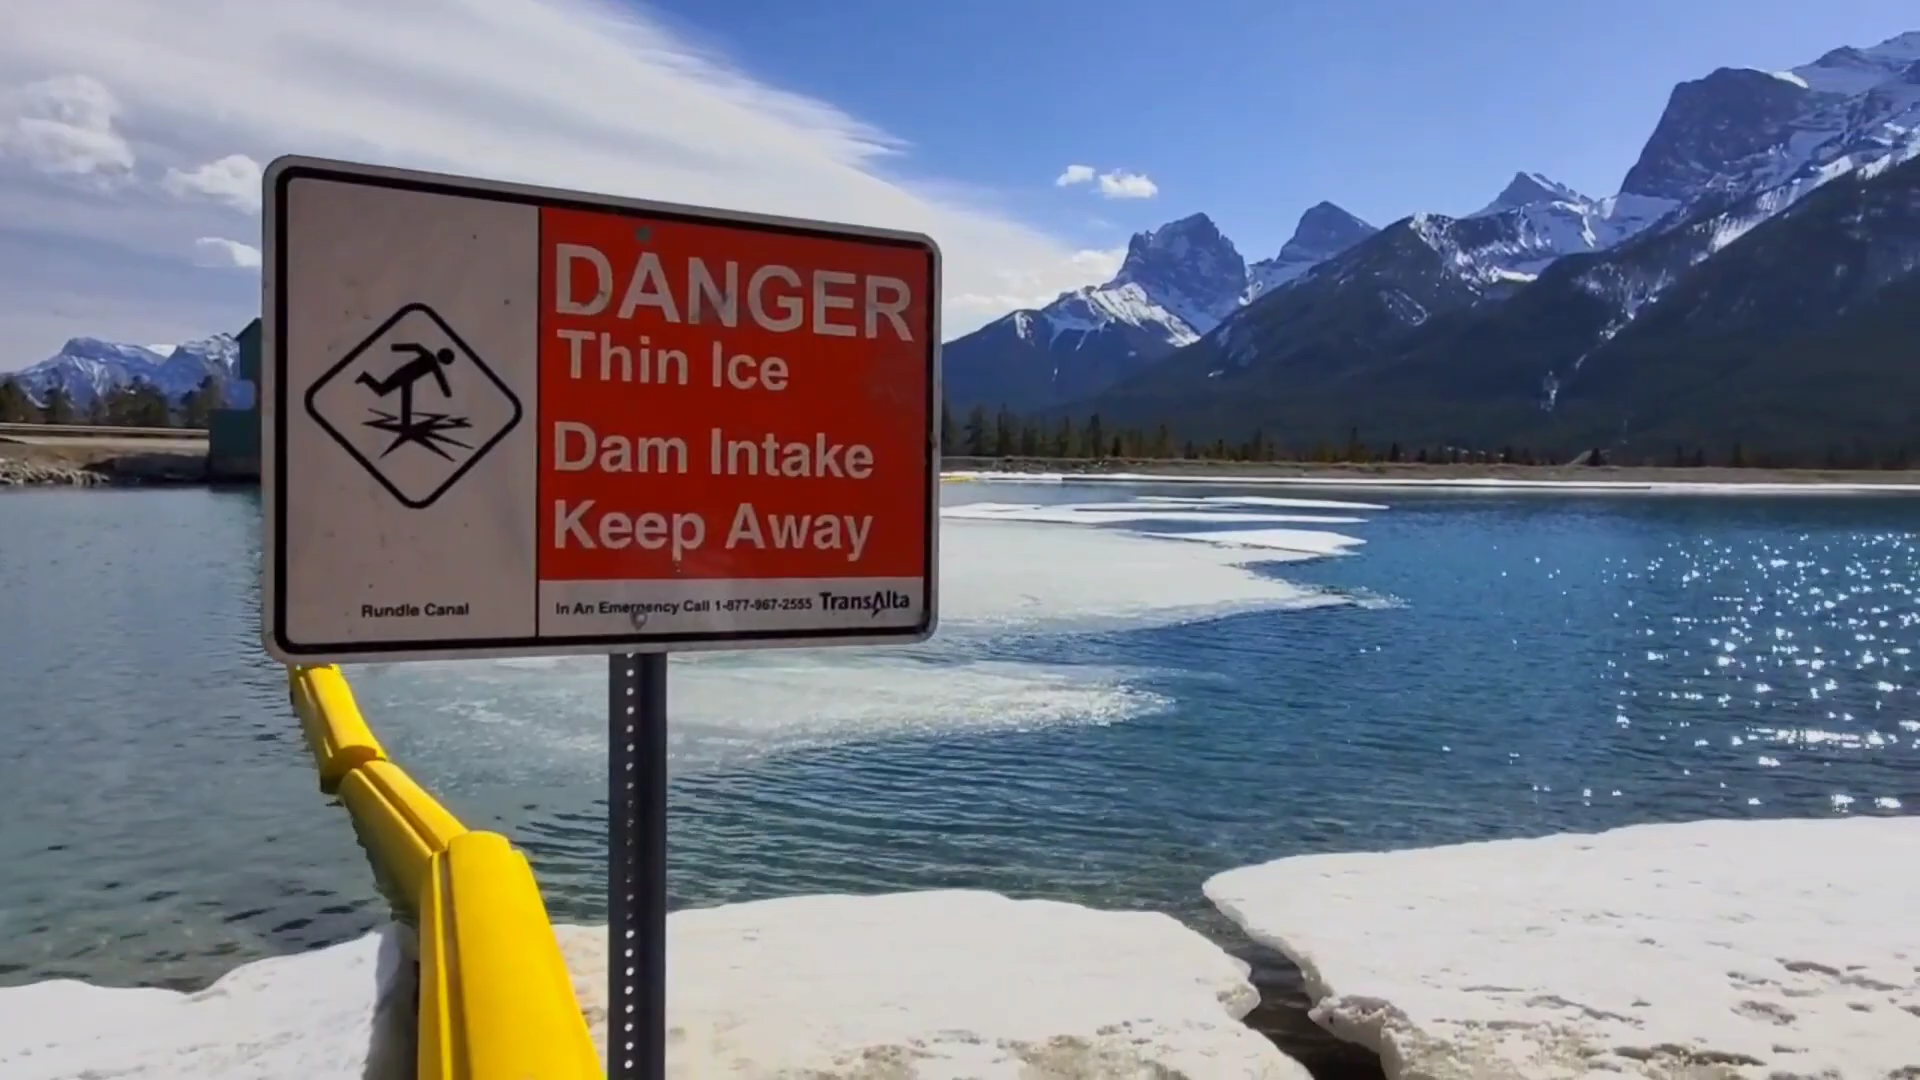 DANGER
Thin Ice
Dam Intake
Keep Away
Rundle Canal
In An Emergency Call 1-877-967-2555 TransAlta